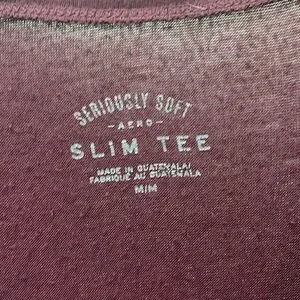 SERIOUSLY SOFT
-AERO-
SLIM TEE
MADE IN GUATEMALA/
FABRIQUÉ AU GUATEMALA
M/M